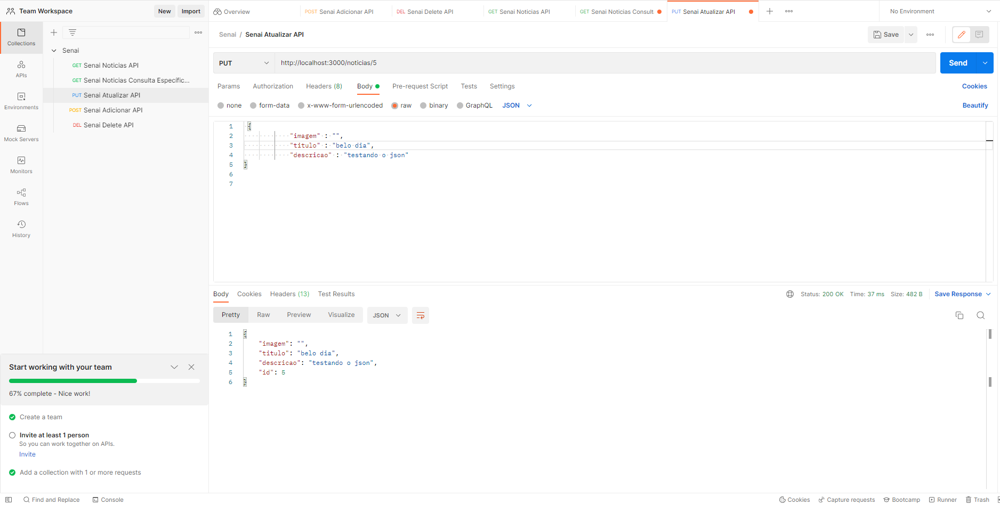 Team Workspace
New
Import
Overview
POST Senai Adicionar API
DEL Senai Delete API
GET Senai Noticias API
GET Senai Noticias Consult
PUT Senai Atualizar API
No Environment
Collections
APIs
Environments
Mock Servers
Monitors
Flows
History
Senai
GET Senai Noticias API
GET Senai Noticias Consulta Específic...
PUT Senai Atualizar API
POST Senai Adicionar API
DEL Senai Delete API
Senai / Senai Atualizar API
Save
PUT
http://localhost:3000/noticias/5
Send
Params
Authorization
Headers (8)
Body
Pre-request Script
Tests
Settings
Cookies
none
form-data
x-www-form-urlencoded
raw
binary
GraphQL
JSON
Beautify
1 {
2 "imagem" : "",
3 "titulo" : "belo dia",
4 "descricao" : "testando o json"
5 }
6
7
Body
Cookies
Headers (13)
Test Results
Status: 200 OK
Time: 37 ms
Size: 482 B
Save Response
Pretty
Raw
Preview
Visualize
JSON
1 {
2 "imagem": "",
3 "titulo": "belo dia",
4 "descricao": "testando o json",
5 "id": 5
6 }
Start working with your team
67% complete - Nice work!
Create a team
Invite at least 1 person
So you can work together on APIs.
Invite
Add a collection with 1 or more requests
Find and Replace
Console
Cookies
Capture requests
Bootcamp
Runner
Trash